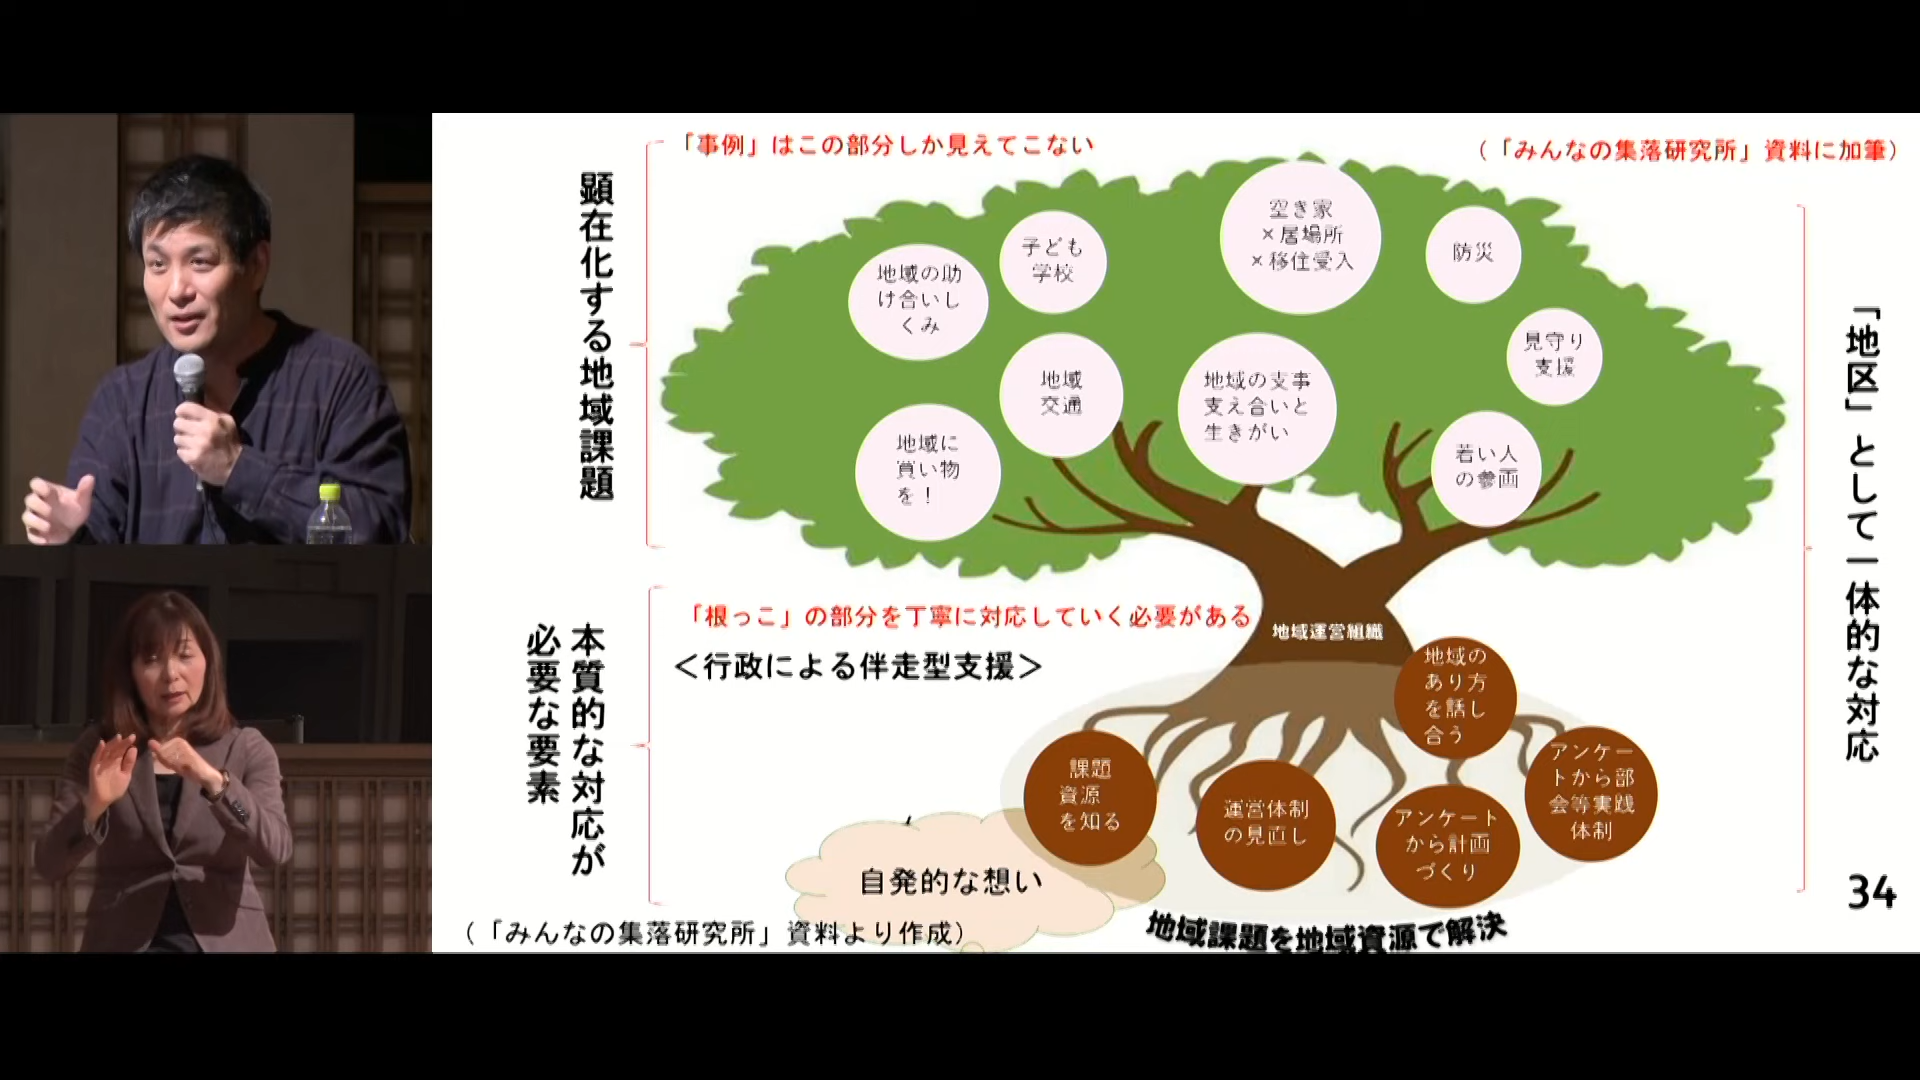 「事例」はこの部分しか見えてこない
（「みんなの集落研究所」資料に加筆）
顕在化する地域課題
空き家
×居場所
×移住受入
子ども
学校
防災
地域の助
け合いし
くみ
見守り
支援
地域
交通
地域の支事
支え合いと
生きがい
地域に
買い物
を！
若い人
の参画
「地区」として一体的な対応
「根っこ」の部分を丁寧に対応していく必要がある
<行政による伴走型支援>
本質的な対応が
必要な要素
地域運営組織
地域の
あり方
を話し
合う
課題
資源
を知る
運営体制
の見直し
アンケート
から計画
づくり
アンケー
トから部
会等実践
体制
自発的な想い
（「みんなの集落研究所」資料より作成）
地域課題を地域資源で解決
34